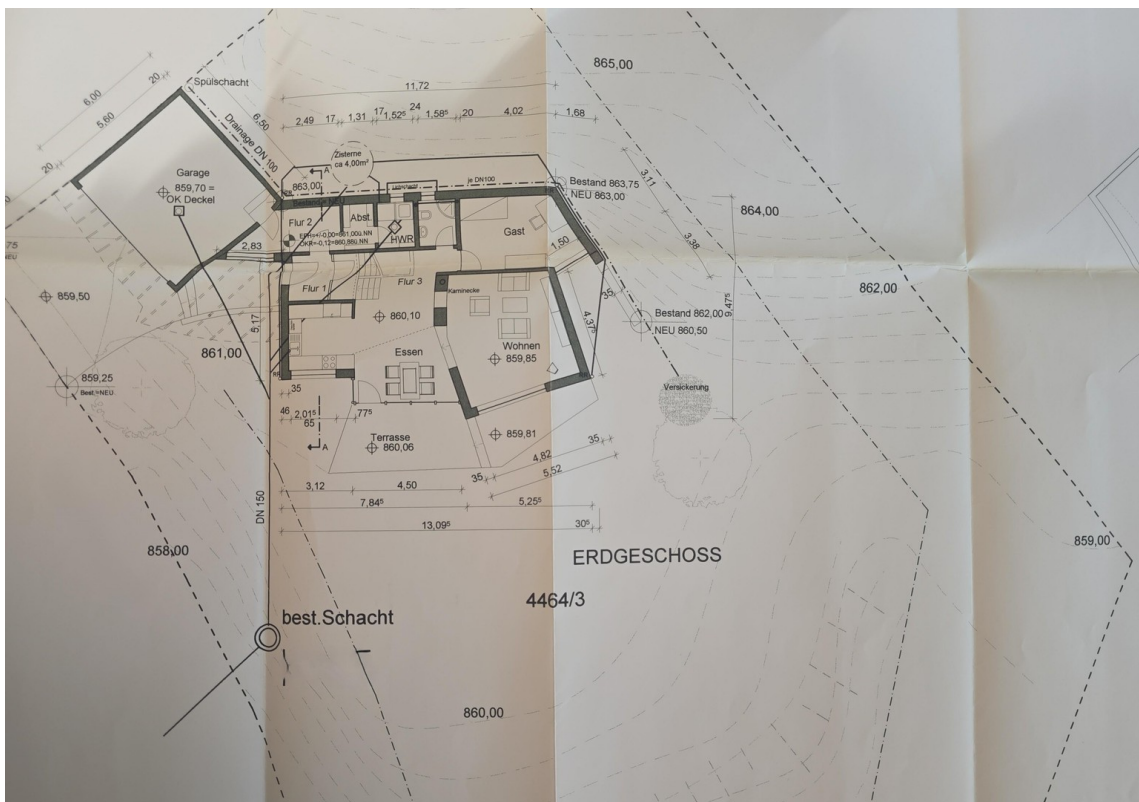 865,00
Spülschacht
11,72
6,00
20
5,60
20
6,50
Drainage DN 100
2,49 17 1,31 17 1,52⁵ 24 1,58⁵ 20 4,02 1,68
Zisterne
ca 4,00m³
A
863,00
je DN100
Bestand 863,75
NEU 863,00
3,11
Garage
859,70 =
OK Deckel
Flur 2
Abst.
HWR
Gast
864,00
3,38
2,83
1,50
859,50
Flur 1
Flur 3
Kaminecke
862,00
35
4,37⁵
9,47⁵
860,10
Bestand 862,00
NEU 860,50
5,17
861,00
Essen
Wohnen
859,85
859,25
Best.=NEU
Versickerung
35
46
2,01⁵
65
77⁵
A
Terrasse
860,06
859,81
35
4,82
35
5,52
3,12 4,50
7,84⁵ 5,25⁵
13,09⁵ 30⁵
DN 150
858,00
ERDGESCHOSS
859,00
4464/3
best.Schacht
860,00